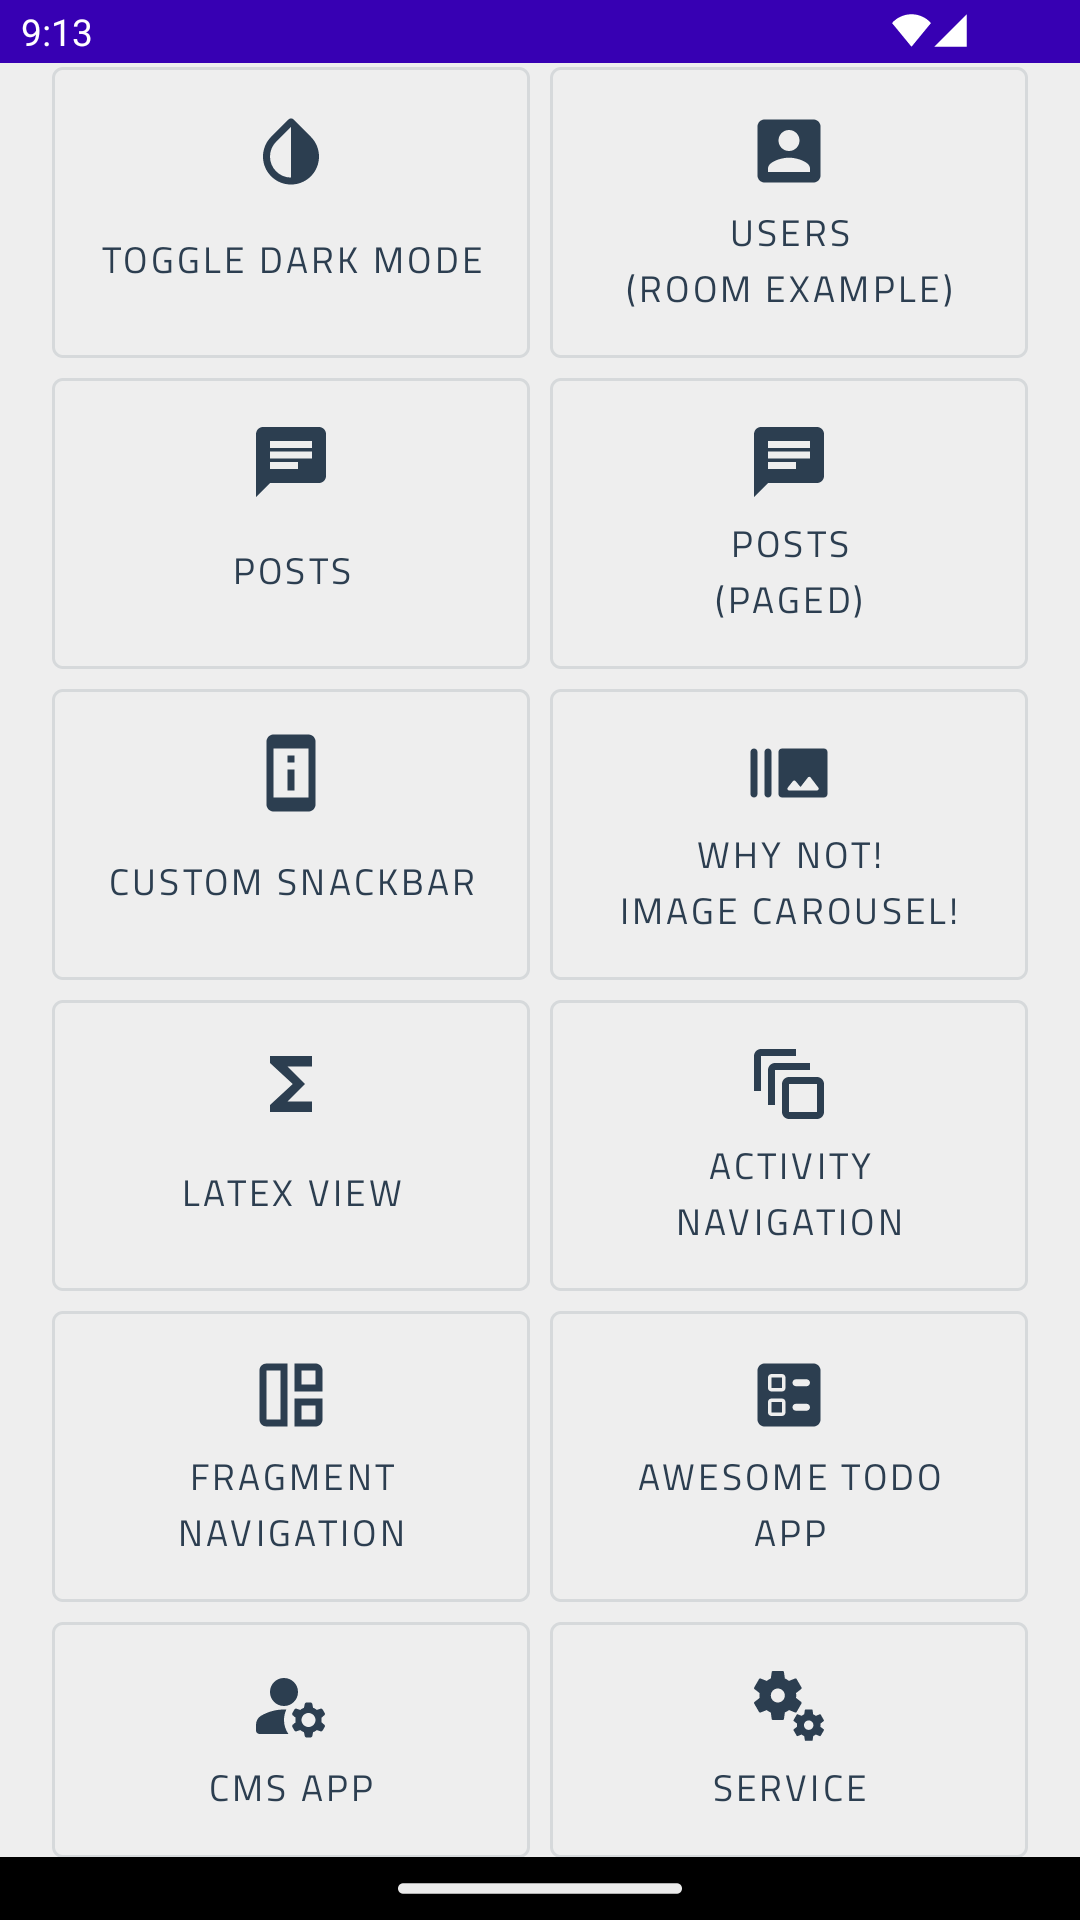 9:13
TOGGLE DARK MODE
USERS
(ROOM EXAMPLE)
POSTS
POSTS
(PAGED)
CUSTOM SNACKBAR
WHY NOT!
IMAGE CAROUSEL!
LATEX VIEW
ACTIVITY
NAVIGATION
FRAGMENT
NAVIGATION
AWESOME TODO
APP
CMS APP
SERVICE